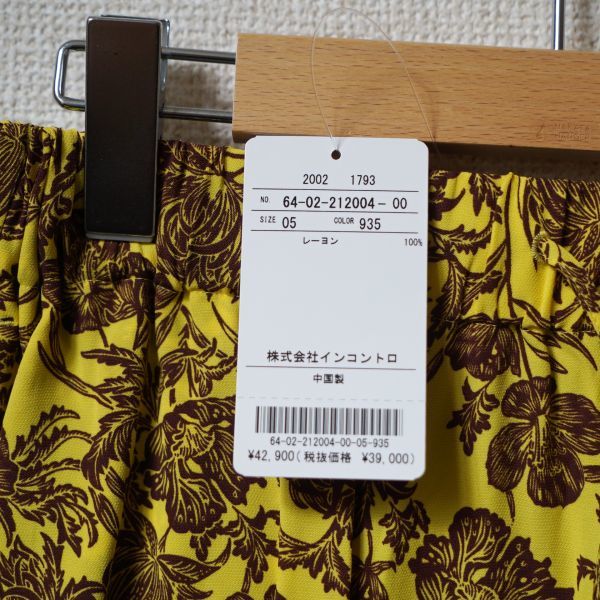 2002 1793
NO. 64-02-212004-00
SIZE 05 COLOR 935
レーヨン 100%
株式会社インコントロ
中国製
64-02-212004-00-05-935
¥42,900(税抜価格 ¥39,000)